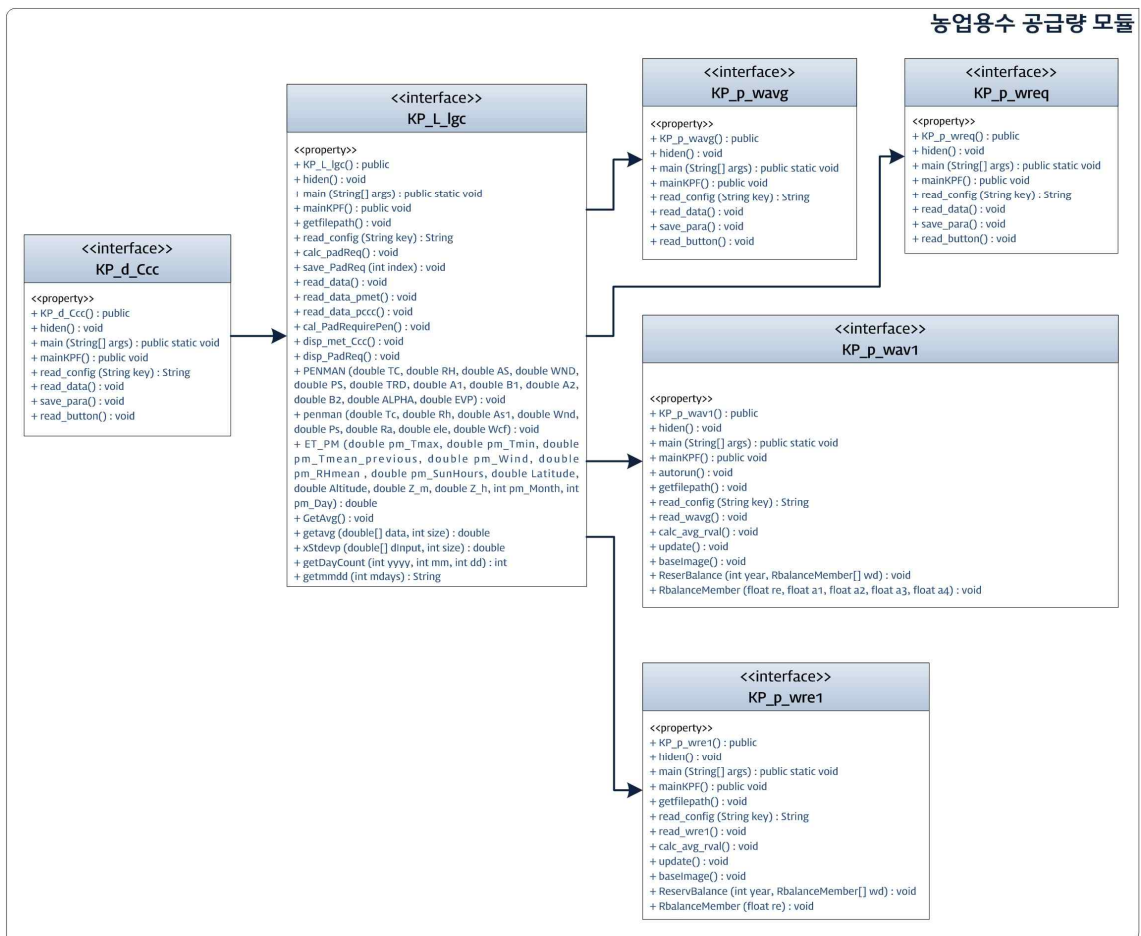 농업용수 공급량 모듈
<<interface>>
KP_d_Ccc
<<property>>
+ KP_d_Ccc() : public
+ hiden() : void
+ main (String[] args) : public static void
+ mainKPF() : public void
+ read_config (String key) : String
+ read_data() : void
+ save_para() : void
+ read_button() : void
<<interface>>
KP_L_lgc
<<property>>
+ KP_L_lgc() : public
+ hiden() : void
+ main (String[] args) : public static void
+ mainKPF() : public void
+ getfilepath() : void
+ read_config (String key) : String
+ calc_padReq() : void
+ save_PadReq (int index) : void
+ read_data() : void
+ read_data_pmet() : void
+ read_data_pccc() : void
+ cal_PadRequirePen() : void
+ disp_met_Ccc() : void
+ disp_PadReq() : void
+ PENMAN (double TC, double RH, double AS, double WND,
double PS, double TRD, double A1, double B1, double A2,
double B2, double ALPHA, double EVP) : void
+ penman (double Tc, double Rh, double As1, double Wnd,
double Ps, double Ra, double ele, double Wcf) : void
+ ET_PM (double pm_Tmax, double pm_Tmin, double
pm_Tmean_previous, double pm_Wind, double
pm_RHmean , double pm_SunHours, double Latitude,
double Altitude, double Z_m, double Z_h, int pm_Month, int
pm_Day) : double
+ GetAvg() : void
+ getavg (double[] data, int size) : double
+ xStdevp (double[] dInput, int size) : double
+ getDayCount (int yyyy, int mm, int dd) : int
+ getmmdd (int mdays) : String
<<interface>>
KP_p_wavg
<<property>>
+ KP_p_wavg() : public
+ hiden() : void
+ main (String[] args) : public static void
+ mainKPF() : public void
+ read_config (String key) : String
+ read_data() : void
+ save_para() : void
+ read_button() : void
<<interface>>
KP_p_wreq
<<property>>
+ KP_p_wreq() : public
+ hiden() : void
+ main (String[] args) : public static void
+ mainKPF() : public void
+ read_config (String key) : String
+ read_data() : void
+ save_para() : void
+ read_button() : void
<<interface>>
KP_p_wav1
<<property>>
+ KP_p_wav1() : public
+ hiden() : void
+ main (String[] args) : public static void
+ mainKPF() : public void
+ autorun() : void
+ getfilepath() : void
+ read_config (String key) : String
+ read_wavg() : void
+ calc_avg_rval() : void
+ update() : void
+ baseImage() : void
+ ReserBalance (int year, RbalanceMember[] wd) : void
+ RbalanceMember (float re, float a1, float a2, float a3, float a4) : void
<<interface>>
KP_p_wre1
<<property>>
+ KP_p_wre1() : public
+ hiden() : void
+ main (String[] args) : public static void
+ mainKPF() : public void
+ getfilepath() : void
+ read_config (String key) : String
+ read_wre1() : void
+ calc_avg_rval() : void
+ update() : void
+ baseImage() : void
+ ReservBalance (int year, RbalanceMember[] wd) : void
+ RbalanceMember (float re) : void